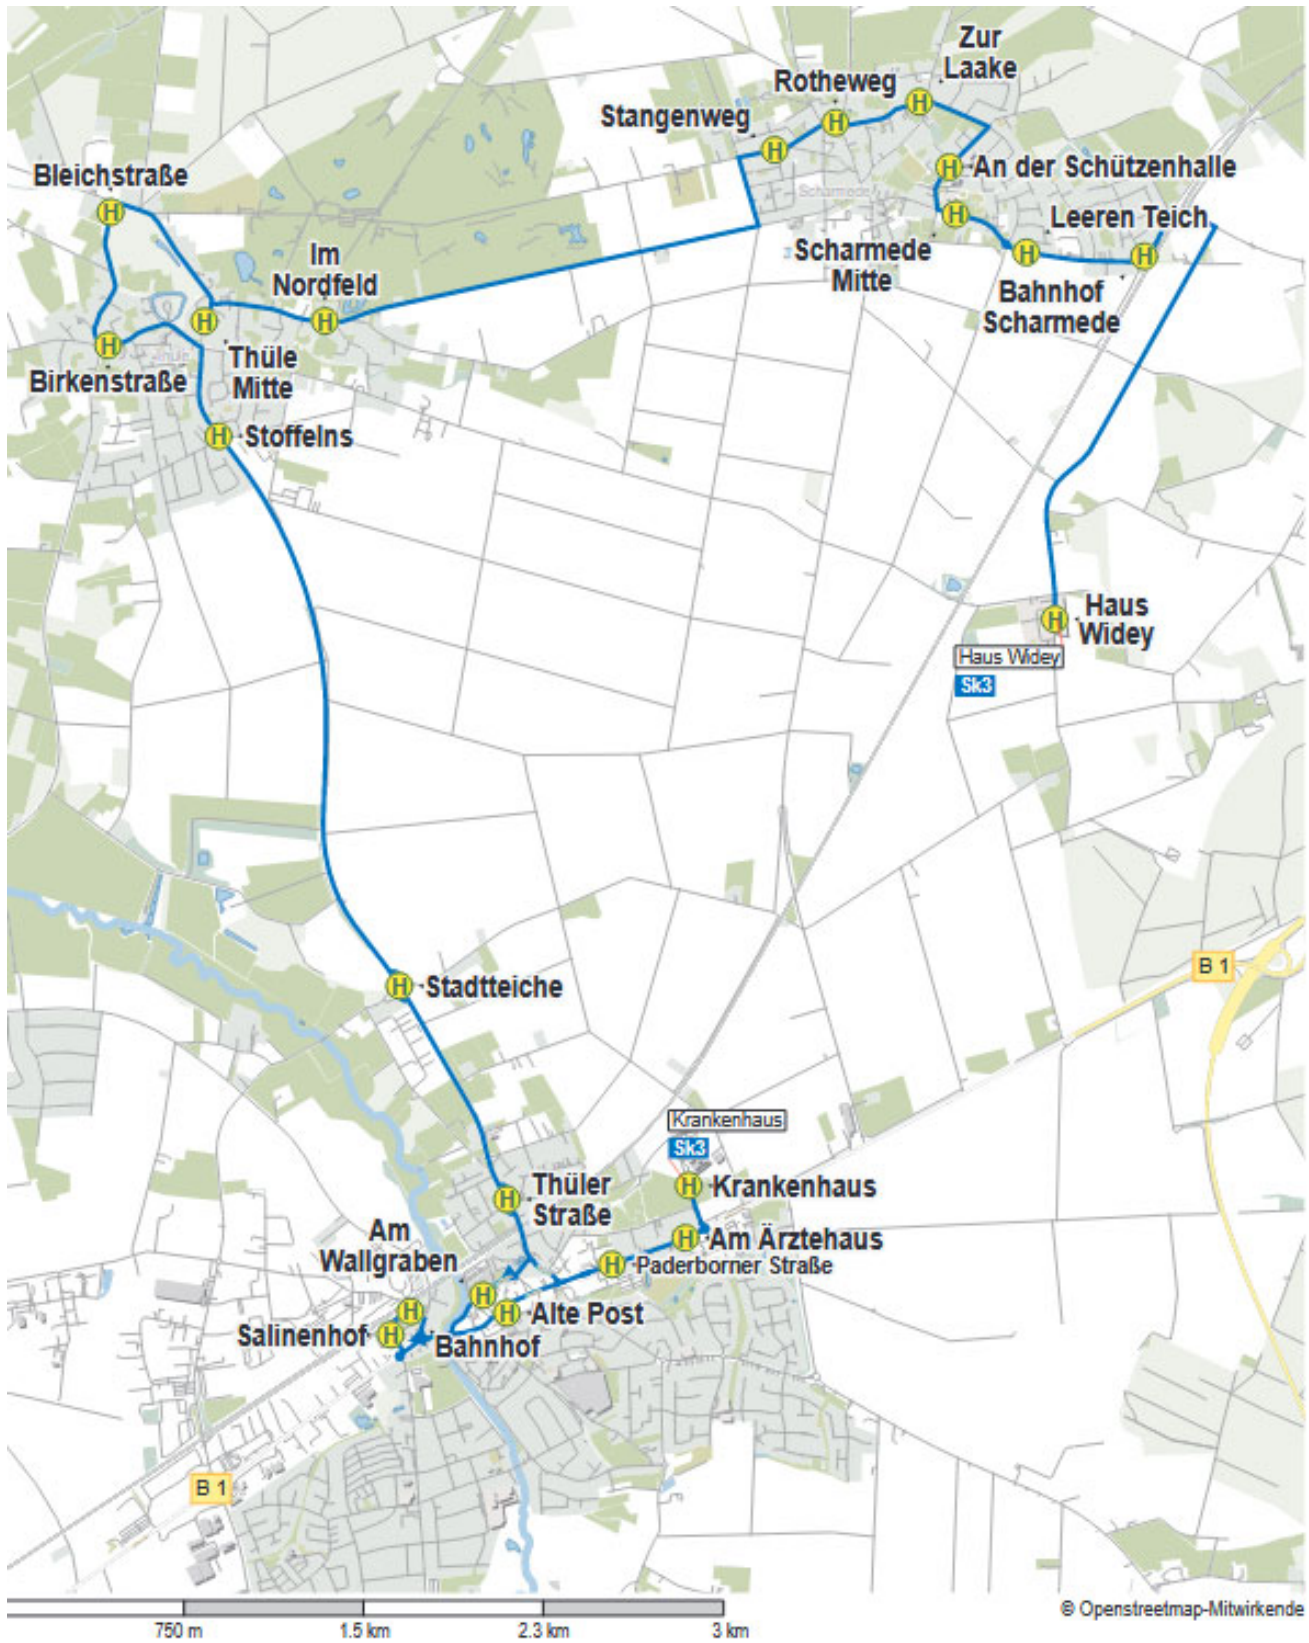 Zur
Laake
Rotheweg
Stangenweg
Bleichstraße
An der Schützenhalle
Scharmede
Leeren Teich
Im
Nordfeld
Scharmede
Mitte
Bahnhof
Scharmede
Thüle
Thüle
Mitte
Birkenstraße
Stoffelns
Haus
Widey
Haus Widey
Sk3
B 1
Stadtteiche
Krankenhaus
Sk3
Thüler
Straße
Krankenhaus
Am
Wallgraben
Am Ärztehaus
Paderborner Straße
Alte Post
Salinenhof
Bahnhof
B 1
© Openstreetmap-Mitwirkende
750 m
1.5 km
2.3 km
3 km